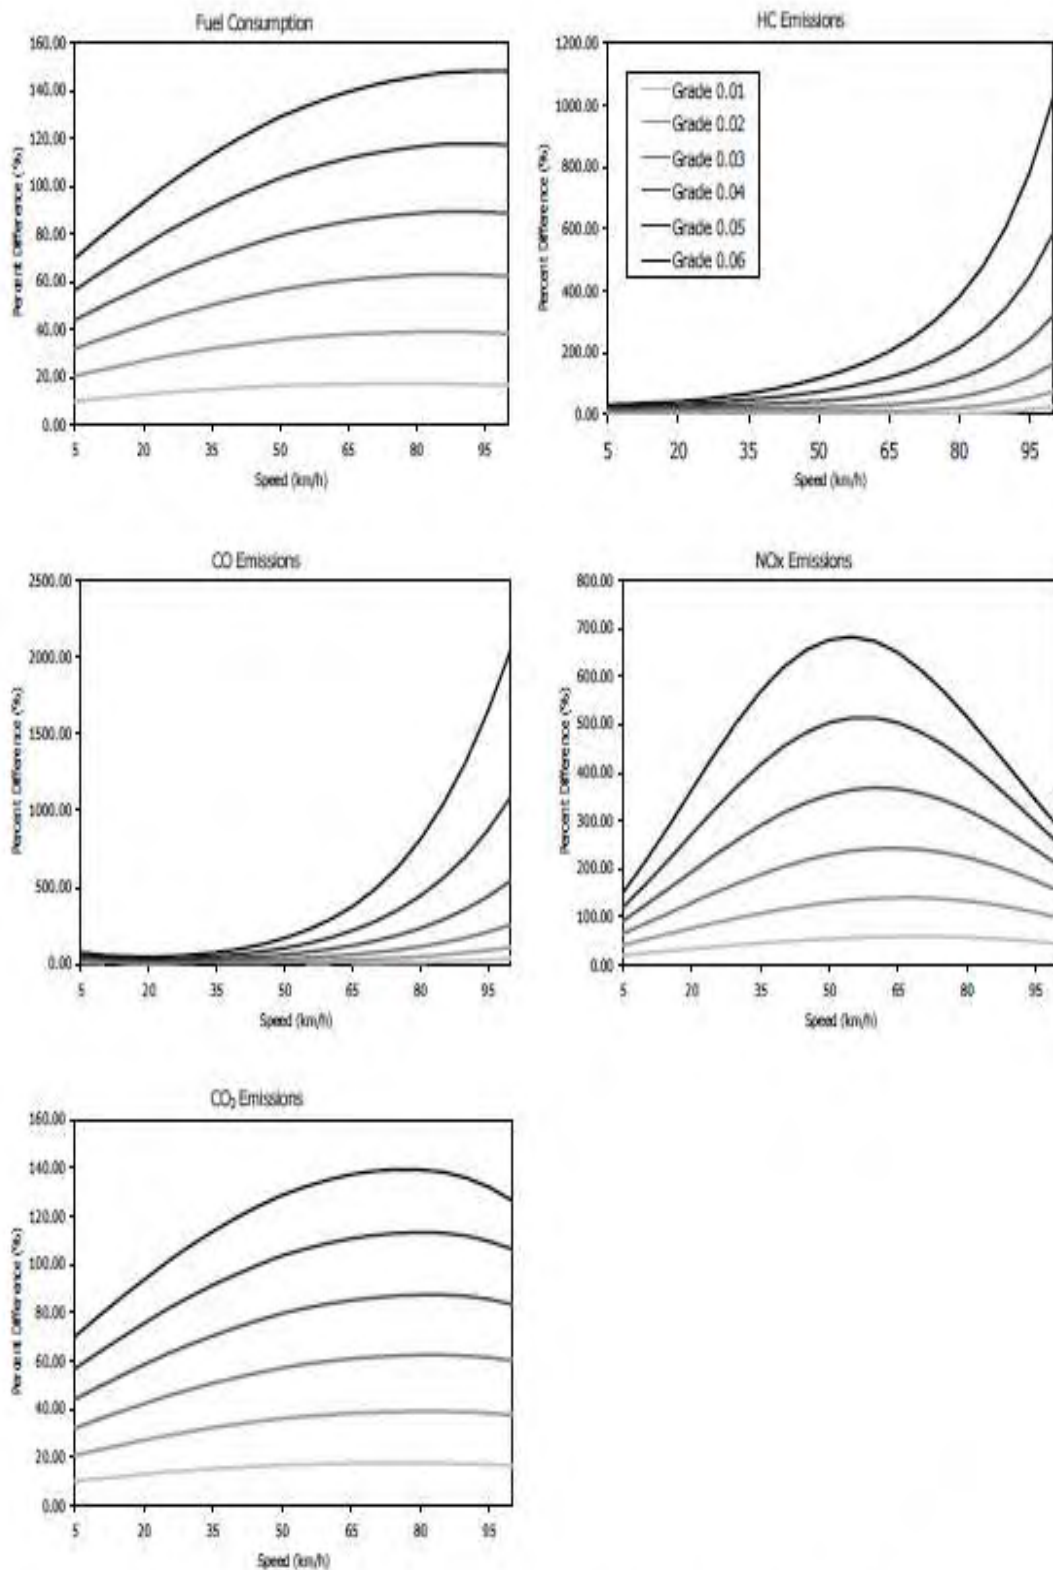 Fuel Consumption
160.00
140.00
120.00
100.00
80.00
60.00
40.00
20.00
0.00
Percent Difference (%)
5 20 35 50 65 80 95
Speed (km/h)
HC Emissions
1200.00
1000.00
800.00
600.00
400.00
200.00
0.00
Percent Difference (%)
Grade 0.01
Grade 0.02
Grade 0.03
Grade 0.04
Grade 0.05
Grade 0.06
5 20 35 50 65 80 95
Speed (km/h)
CO Emissions
2500.00
2000.00
1500.00
1000.00
500.00
0.00
Percent Difference (%)
5 20 35 50 65 80 95
Speed (km/h)
NOx Emissions
800.00
700.00
600.00
500.00
400.00
300.00
200.00
100.00
0.00
Percent Difference (%)
5 20 35 50 65 80 95
Speed (km/h)
CO₂ Emissions
160.00
140.00
120.00
100.00
80.00
60.00
40.00
20.00
0.00
Percent Difference (%)
5 20 35 50 65 80 95
Speed (km/h)